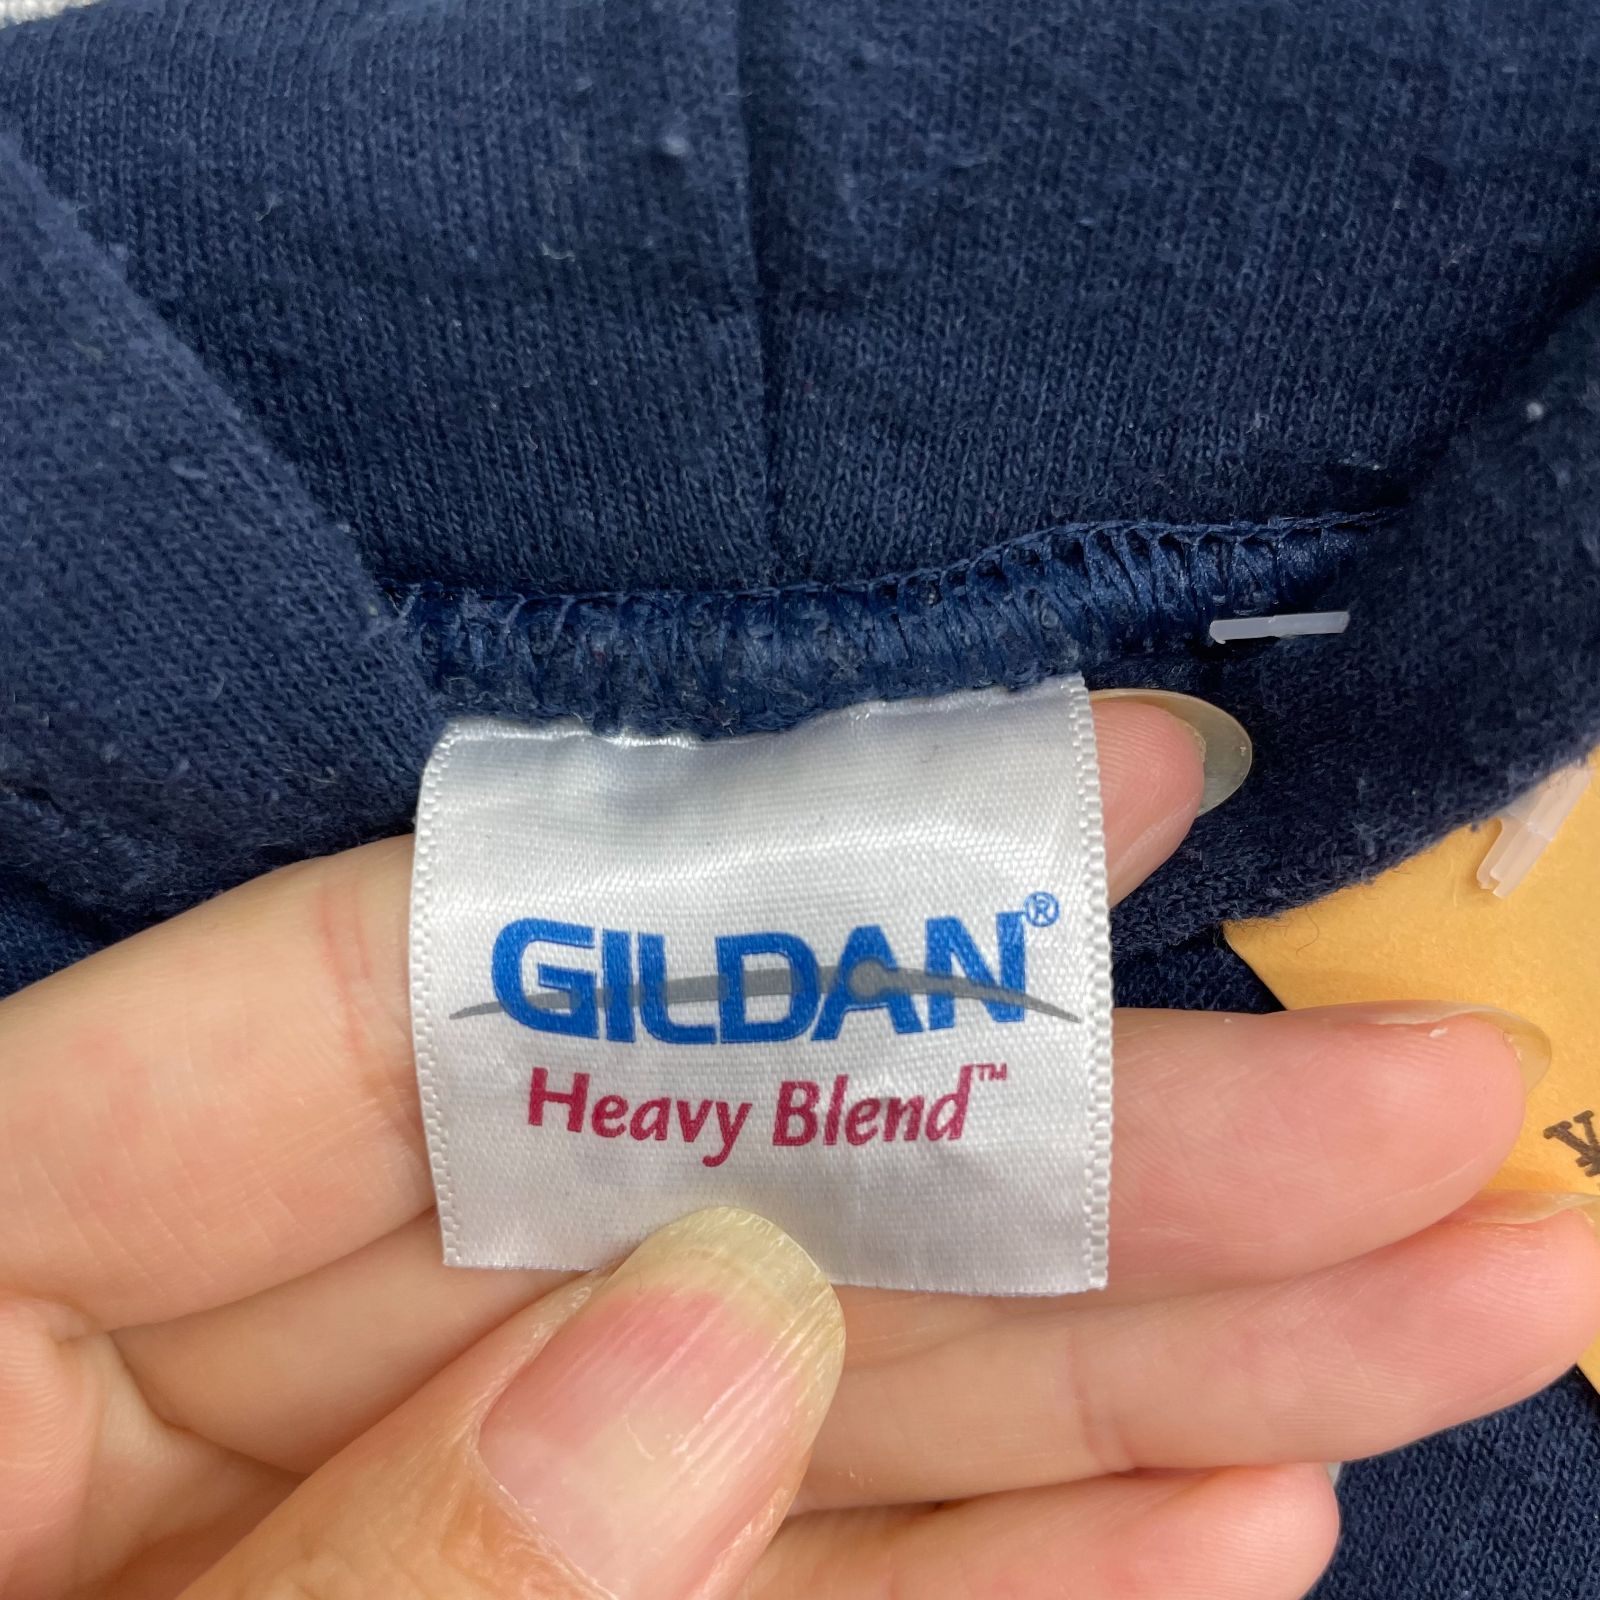 GILDAN®
Heavy Blend™
¥